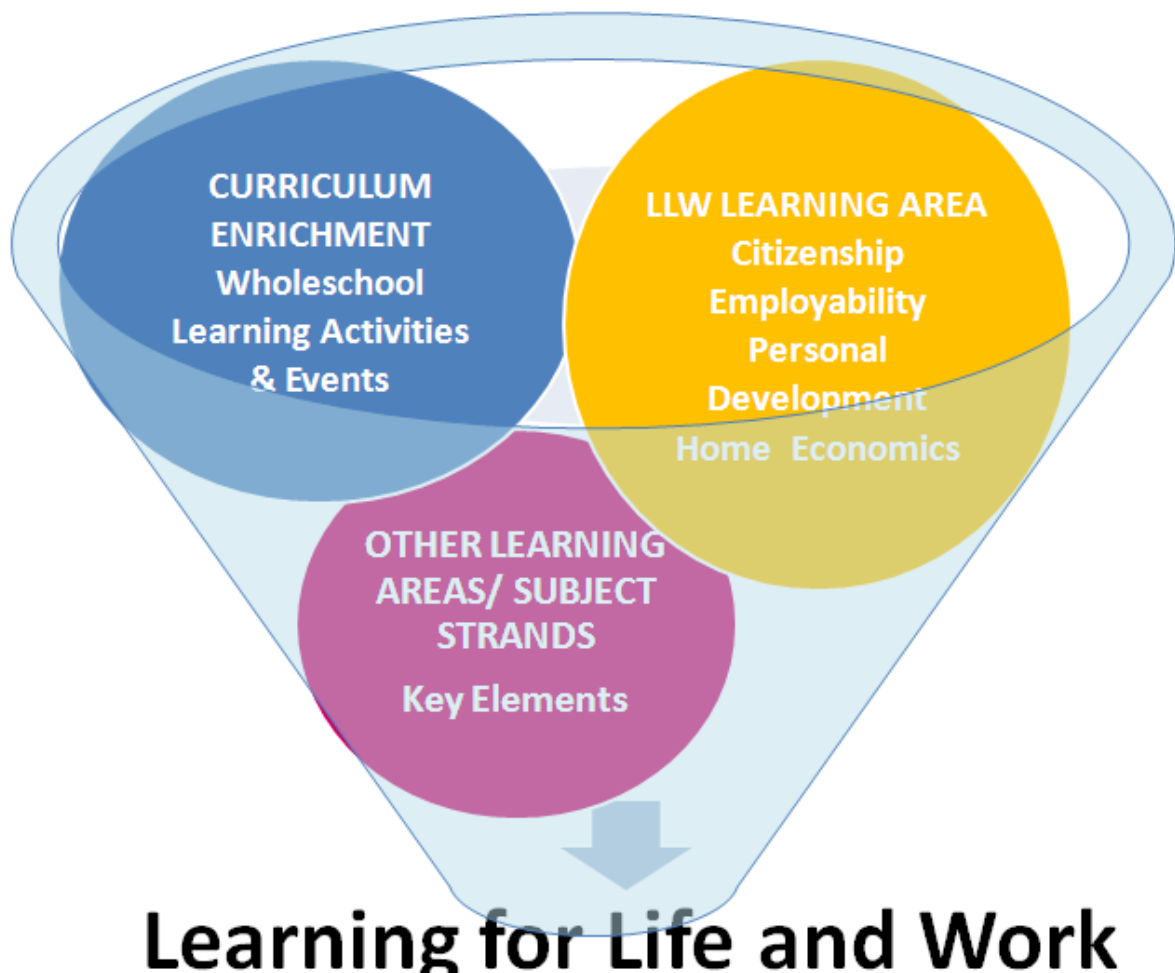 CURRICULUM
ENRICHMENT
Wholeschool
Learning Activities
& Events
LLW LEARNING AREA
Citizenship
Employability
Personal
Development
Home Economics
OTHER LEARNING
AREAS/ SUBJECT
STRANDS
Key Elements
Learning for Life and Work